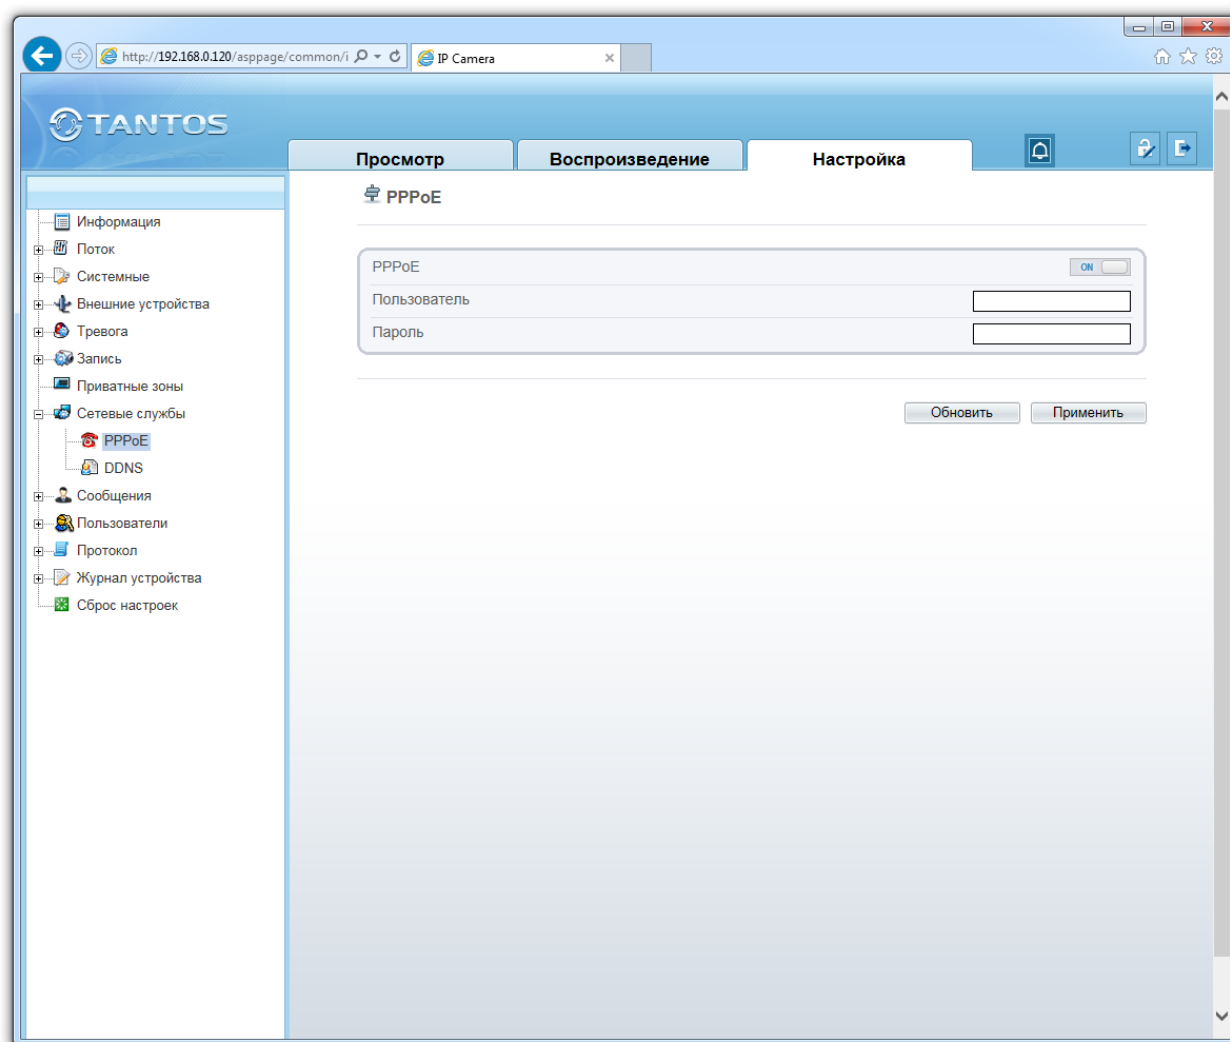 http://192.168.0.120/asppage/common/i
IP Camera
TANTOS
Просмотр
Воспроизведение
Настройка
PPPoE
Информация
Поток
Системные
Внешние устройства
Тревога
Запись
Приватные зоны
Сетевые службы
PPPoE
DDNS
Сообщения
Пользователи
Протокол
Журнал устройства
Сброс настроек
PPPoE
ON
Пользователь
Пароль
Обновить
Применить